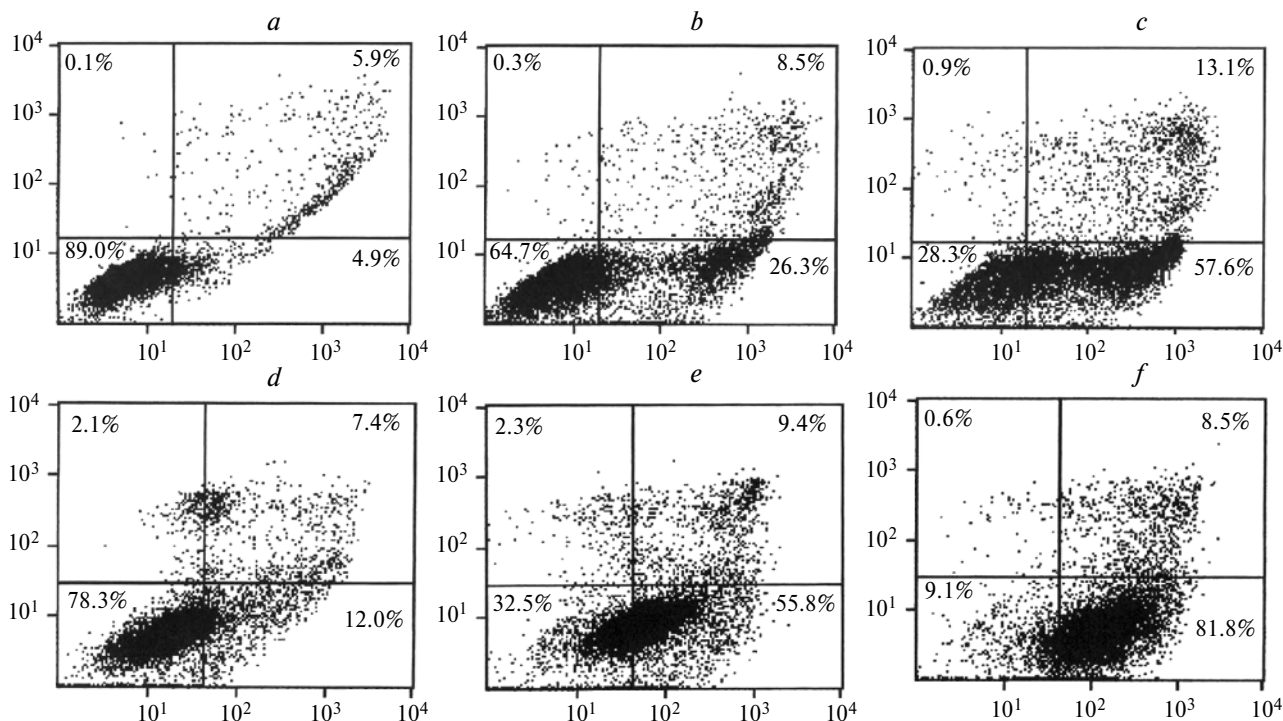 a b c
10⁴ 0.1% 5.9% 10⁴ 0.3% 8.5% 10⁴ 0.9% 13.1%
10³ 10³ 10³
10² 10² 10²
10¹ 89.0% 4.9% 10¹ 64.7% 26.3% 10¹ 28.3% 57.6%
10¹ 10² 10³ 10⁴ 10¹ 10² 10³ 10⁴ 10¹ 10² 10³ 10⁴
d e f
10⁴ 2.1% 7.4% 10⁴ 2.3% 9.4% 10⁴ 0.6% 8.5%
10³ 10³ 10³
10² 10² 10²
10¹ 78.3% 12.0% 10¹ 32.5% 55.8% 10¹ 9.1% 81.8%
10¹ 10² 10³ 10⁴ 10¹ 10² 10³ 10⁴ 10¹ 10² 10³ 10⁴